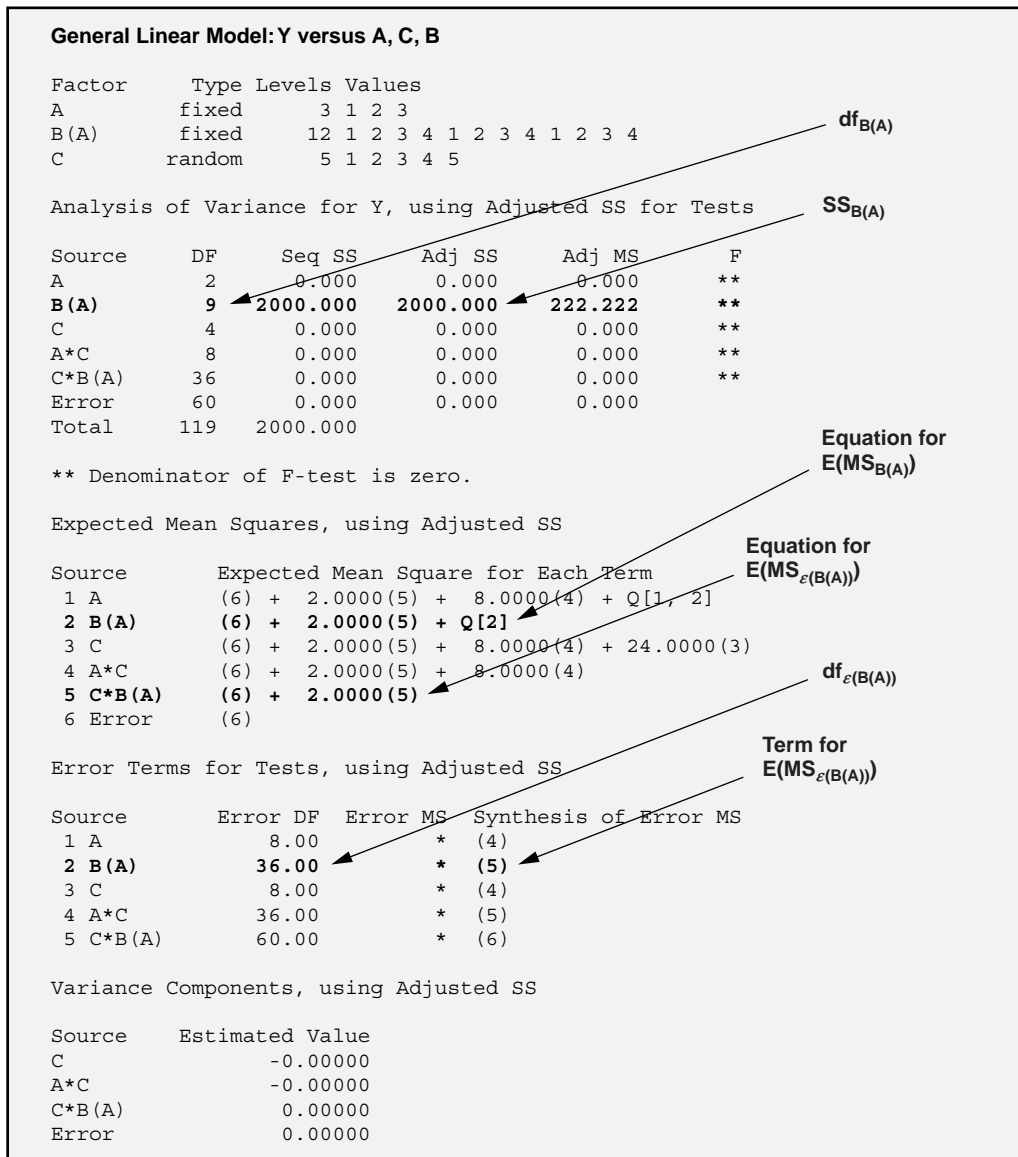 General Linear Model: Y versus A, C, B
Factor Type Levels Values
A fixed 3 1 2 3
B(A) fixed 12 1 2 3 4 1 2 3 4 1 2 3 4
C random 5 1 2 3 4 5
df_B(A)
Analysis of Variance for Y, using Adjusted SS for Tests
SS_B(A)
Source DF Seq SS Adj SS Adj MS F
A 2 0.000 0.000 0.000 **
B(A) 9 2000.000 2000.000 222.222 **
C 4 0.000 0.000 0.000 **
A*C 8 0.000 0.000 0.000 **
C*B(A) 36 0.000 0.000 0.000 **
Error 60 0.000 0.000 0.000
Total 119 2000.000
** Denominator of F-test is zero.
Equation for
E(MS_B(A))
Expected Mean Squares, using Adjusted SS
Equation for
E(MS_ε(B(A)))
Source Expected Mean Square for Each Term
1 A (6) + 2.0000(5) + 8.0000(4) + Q[1, 2]
2 B(A) (6) + 2.0000(5) + Q[2]
3 C (6) + 2.0000(5) + 8.0000(4) + 24.0000(3)
4 A*C (6) + 2.0000(5) + 8.0000(4)
5 C*B(A) (6) + 2.0000(5)
6 Error (6)
df_ε(B(A))
Error Terms for Tests, using Adjusted SS
Term for
E(MS_ε(B(A)))
Source Error DF Error MS Synthesis of Error MS
1 A 8.00 * (4)
2 B(A) 36.00 * (5)
3 C 8.00 * (4)
4 A*C 36.00 * (5)
5 C*B(A) 60.00 * (6)
Variance Components, using Adjusted SS
Source Estimated Value
C -0.00000
A*C -0.00000
C*B(A) 0.00000
Error 0.00000